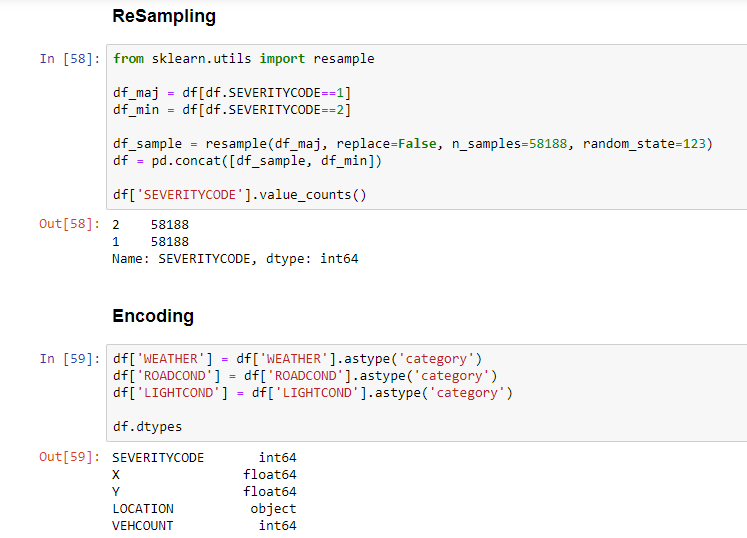 ReSampling
In [58]: from sklearn.utils import resample
df_maj = df[df.SEVERITYCODE==1]
df_min = df[df.SEVERITYCODE==2]
df_sample = resample(df_maj, replace=False, n_samples=58188, random_state=123)
df = pd.concat([df_sample, df_min])
df['SEVERITYCODE'].value_counts()
Out[58]: 2    58188
1    58188
Name: SEVERITYCODE, dtype: int64
Encoding
In [59]: df['WEATHER'] = df['WEATHER'].astype('category')
df['ROADCOND'] = df['ROADCOND'].astype('category')
df['LIGHTCOND'] = df['LIGHTCOND'].astype('category')
df.dtypes
Out[59]: SEVERITYCODE       int64
X                float64
Y                float64
LOCATION          object
VEHCOUNT           int64